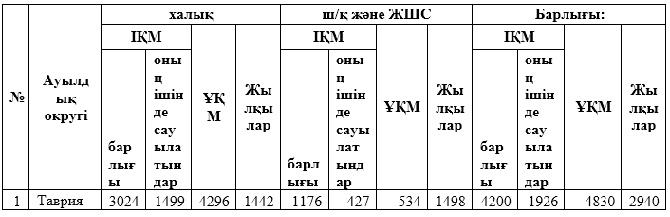 халық ш/қ және ЖШС Барлығы:
№ Ауылдық округі ІҚМ ҰҚМ Жылқылар ІҚМ ҰҚМ Жылқылар ІҚМ ҰҚМ Жылқылар
барлығы оның ішінде сауылатындар барлығы оның ішінде сауылатындар барлығы оның ішінде сауылатындар
1 Таврия 3024 1499 4296 1442 1176 427 534 1498 4200 1926 4830 2940